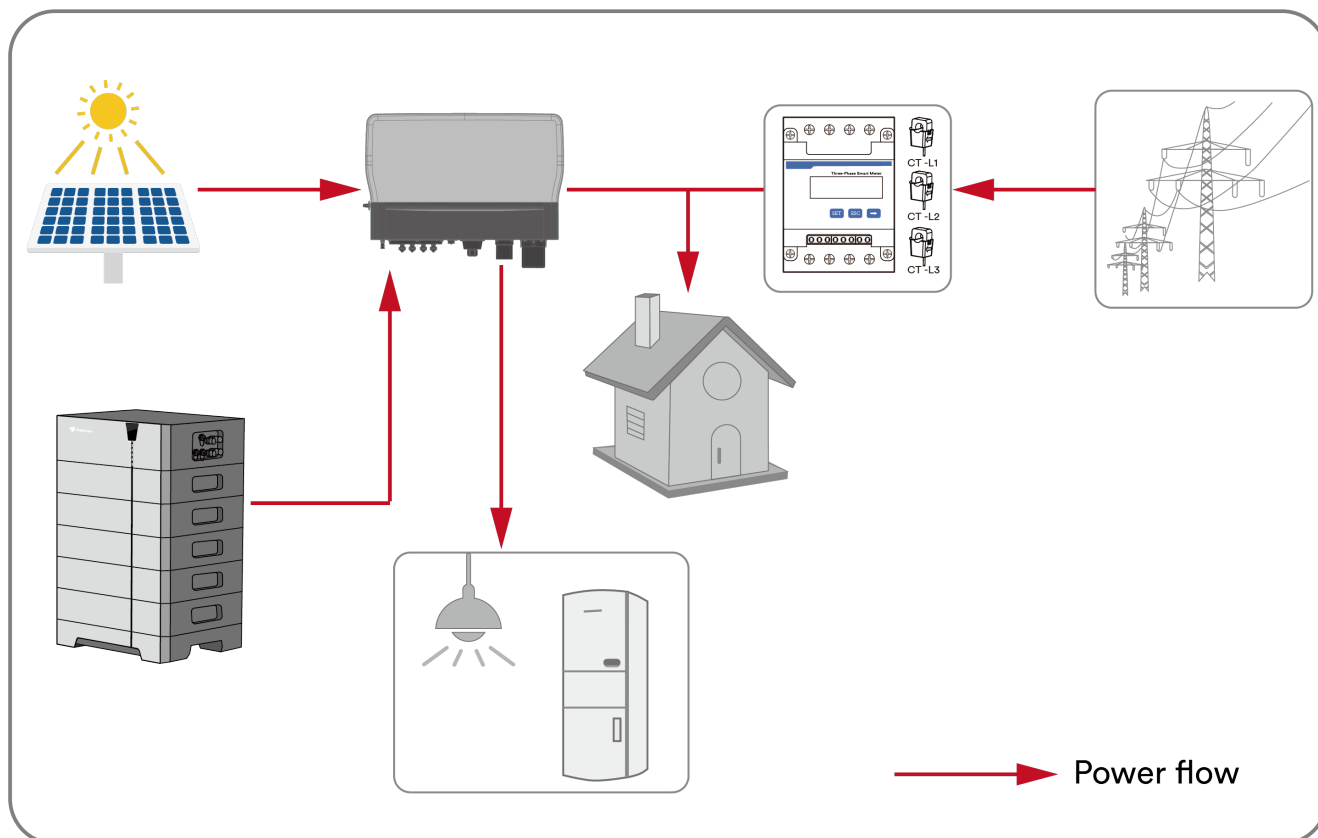 Three-Phase Smart Meter
SET ESC
CT -L1
CT -L2
CT -L3
Power flow